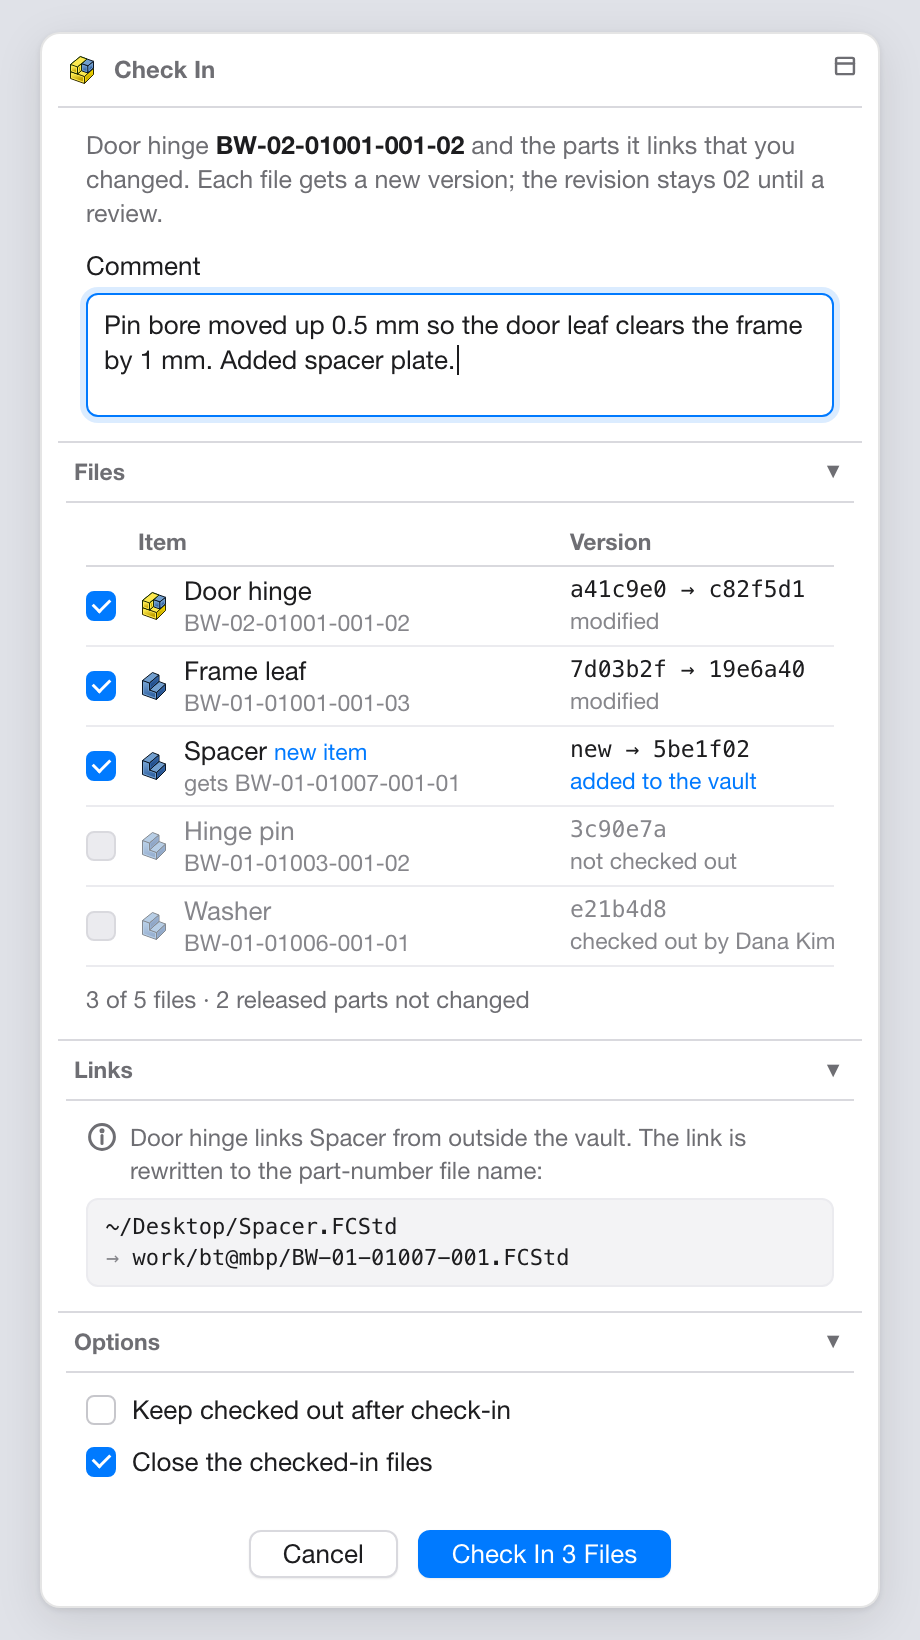 Check In
Door hinge BW-02-01001-001-02 and the parts it links that you
changed. Each file gets a new version; the revision stays 02 until a
review.
Comment
Pin bore moved up 0.5 mm so the door leaf clears the frame
by 1 mm. Added spacer plate.
Files ▼
Item Version
Door hinge a41c9e0 → c82f5d1
BW-02-01001-001-02 modified
Frame leaf 7d03b2f → 19e6a40
BW-01-01001-001-03 modified
Spacer new item new → 5be1f02
gets BW-01-01007-001-01 added to the vault
Hinge pin 3c90e7a
BW-01-01003-001-02 not checked out
Washer e21b4d8
BW-01-01006-001-01 checked out by Dana Kim
3 of 5 files · 2 released parts not changed
Links ▼
Door hinge links Spacer from outside the vault. The link is
rewritten to the part-number file name:
~/Desktop/Spacer.FCStd
→ work/bt@mbp/BW-01-01007-001.FCStd
Options ▼
Keep checked out after check-in
Close the checked-in files
Cancel Check In 3 Files